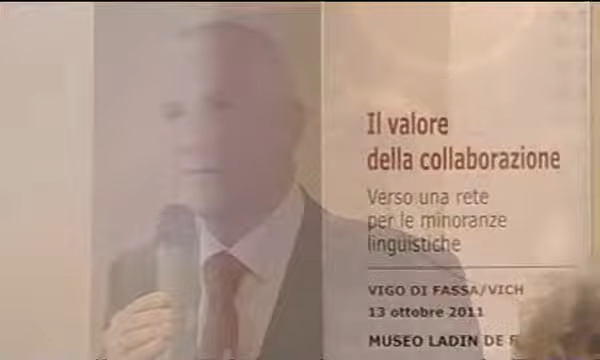 Il valore
della collaborazione
Verso una rete
per le minoranze
linguistiche
VIGO DI FASSA/VICH
13 ottobre 2011
MUSEO LADIN DE